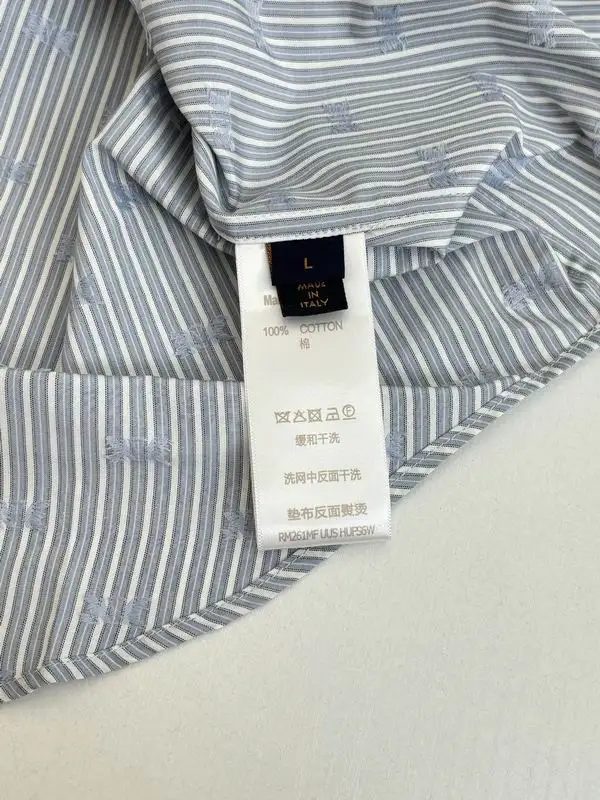 L
MADE
IN
ITALY
Ma
100% COTTON
棉
缓和干洗
洗网中反面干洗
垫布反面熨烫
RM261MF UUS HUPS6W